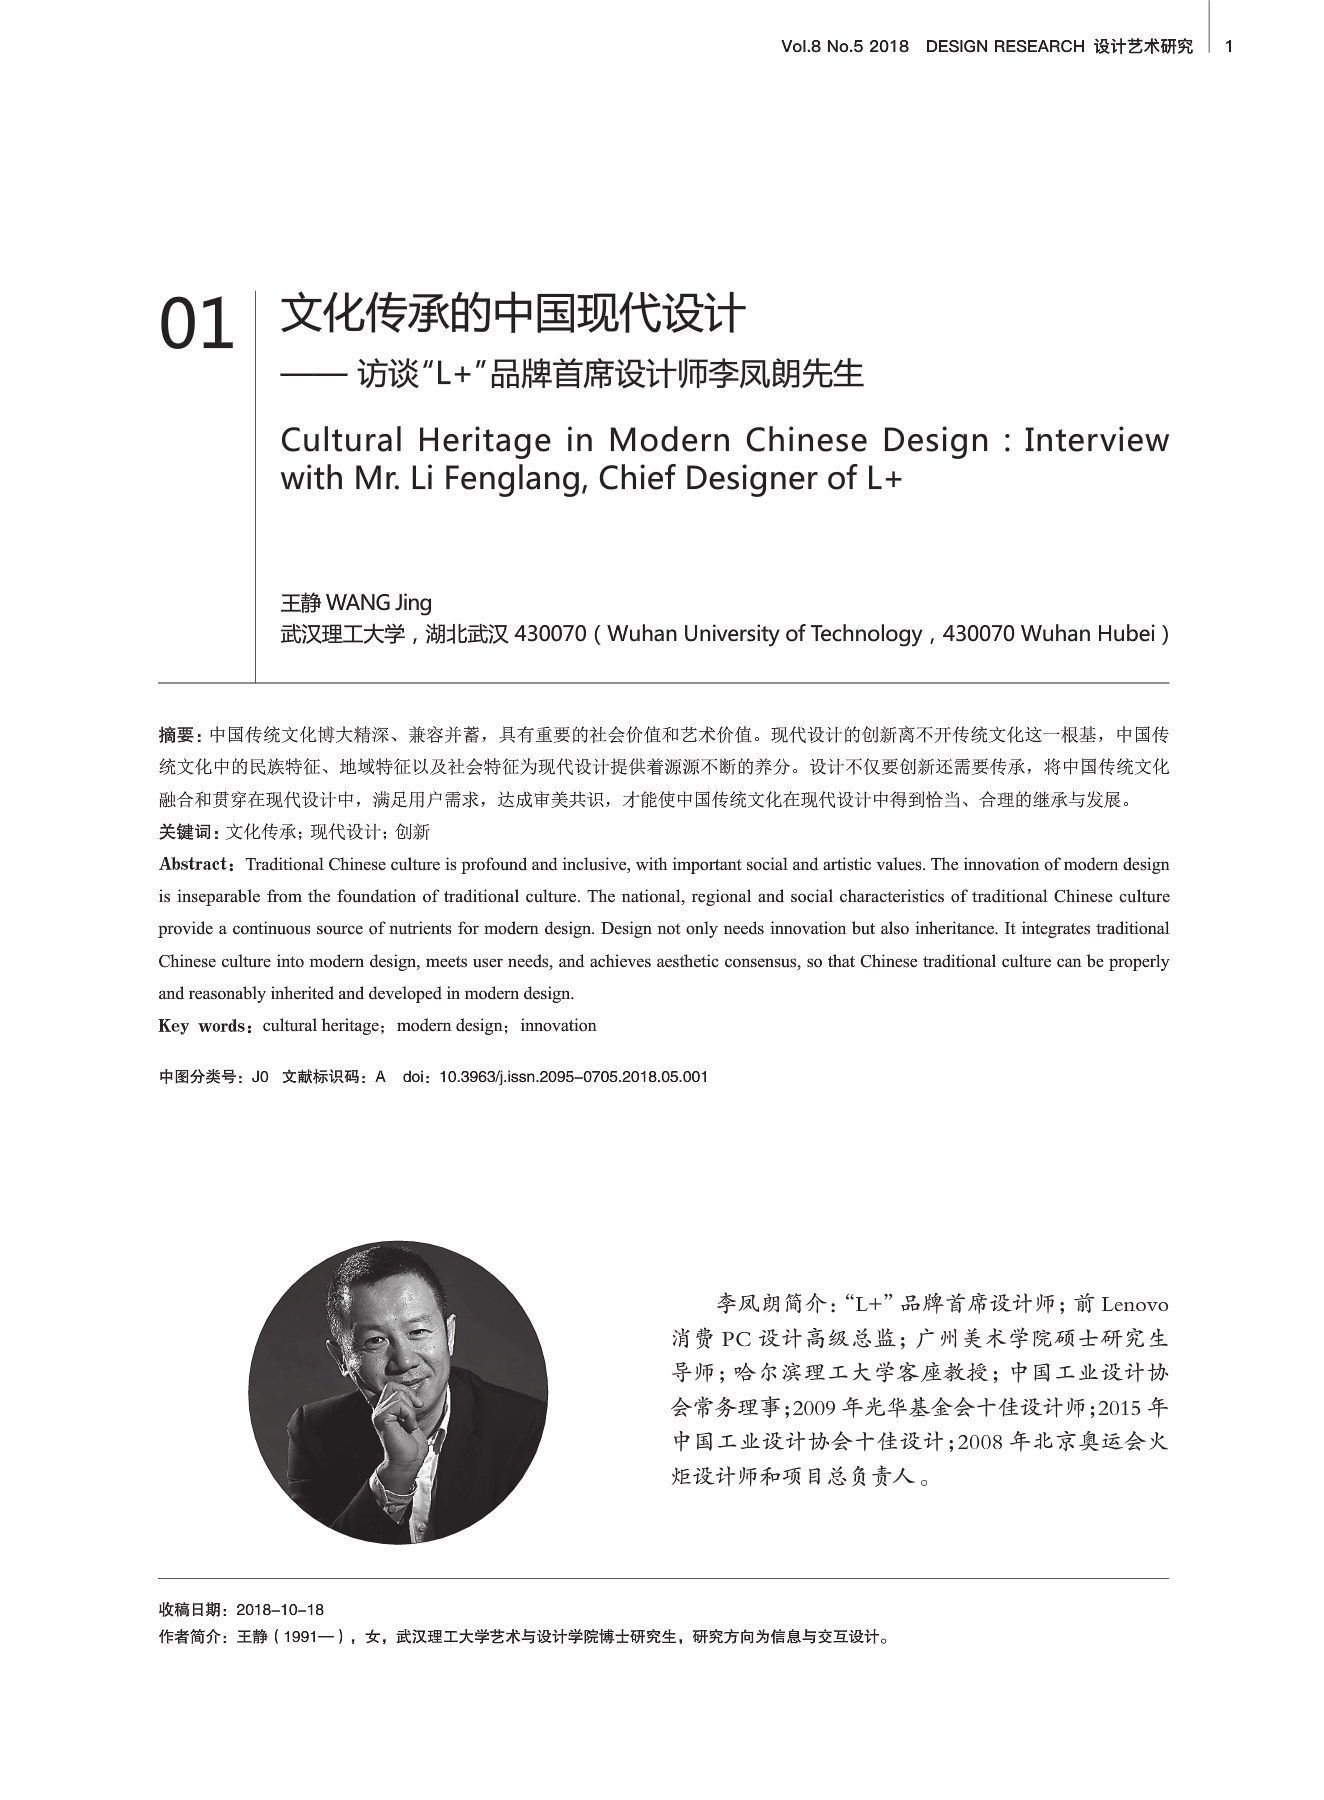 Vol.8 No.5 2018 DESIGN RESEARCH 设计艺术研究 1
01
文化传承的中国现代设计
—— 访谈“L+”品牌首席设计师李凤朗先生
Cultural Heritage in Modern Chinese Design : Interview
with Mr. Li Fenglang, Chief Designer of L+
王静 WANG Jing
武汉理工大学，湖北武汉 430070（Wuhan University of Technology，430070 Wuhan Hubei）
摘要：中国传统文化博大精深、兼容并蓄，具有重要的社会价值和艺术价值。现代设计的创新离不开传统文化这一根基，中国传
统文化中的民族特征、地域特征以及社会特征为现代设计提供着源源不断的养分。设计不仅要创新还需要传承，将中国传统文化
融合和贯穿在现代设计中，满足用户需求，达成审美共识，才能使中国传统文化在现代设计中得到恰当、合理的继承与发展。
关键词：文化传承；现代设计；创新
Abstract：Traditional Chinese culture is profound and inclusive, with important social and artistic values. The innovation of modern design
is inseparable from the foundation of traditional culture. The national, regional and social characteristics of traditional Chinese culture
provide a continuous source of nutrients for modern design. Design not only needs innovation but also inheritance. It integrates traditional
Chinese culture into modern design, meets user needs, and achieves aesthetic consensus, so that Chinese traditional culture can be properly
and reasonably inherited and developed in modern design.
Key words：cultural heritage；modern design；innovation
中图分类号：J0 文献标识码：A doi：10.3963/j.issn.2095-0705.2018.05.001
李凤朗简介：“L+”品牌首席设计师；前 Lenovo
消费 PC 设计高级总监；广州美术学院硕士研究生
导师；哈尔滨理工大学客座教授；中国工业设计协
会常务理事；2009 年光华基金会十佳设计师；2015 年
中国工业设计协会十佳设计；2008 年北京奥运会火
炬设计师和项目总负责人。
收稿日期：2018-10-18
作者简介：王静（1991—），女，武汉理工大学艺术与设计学院博士研究生，研究方向为信息与交互设计。